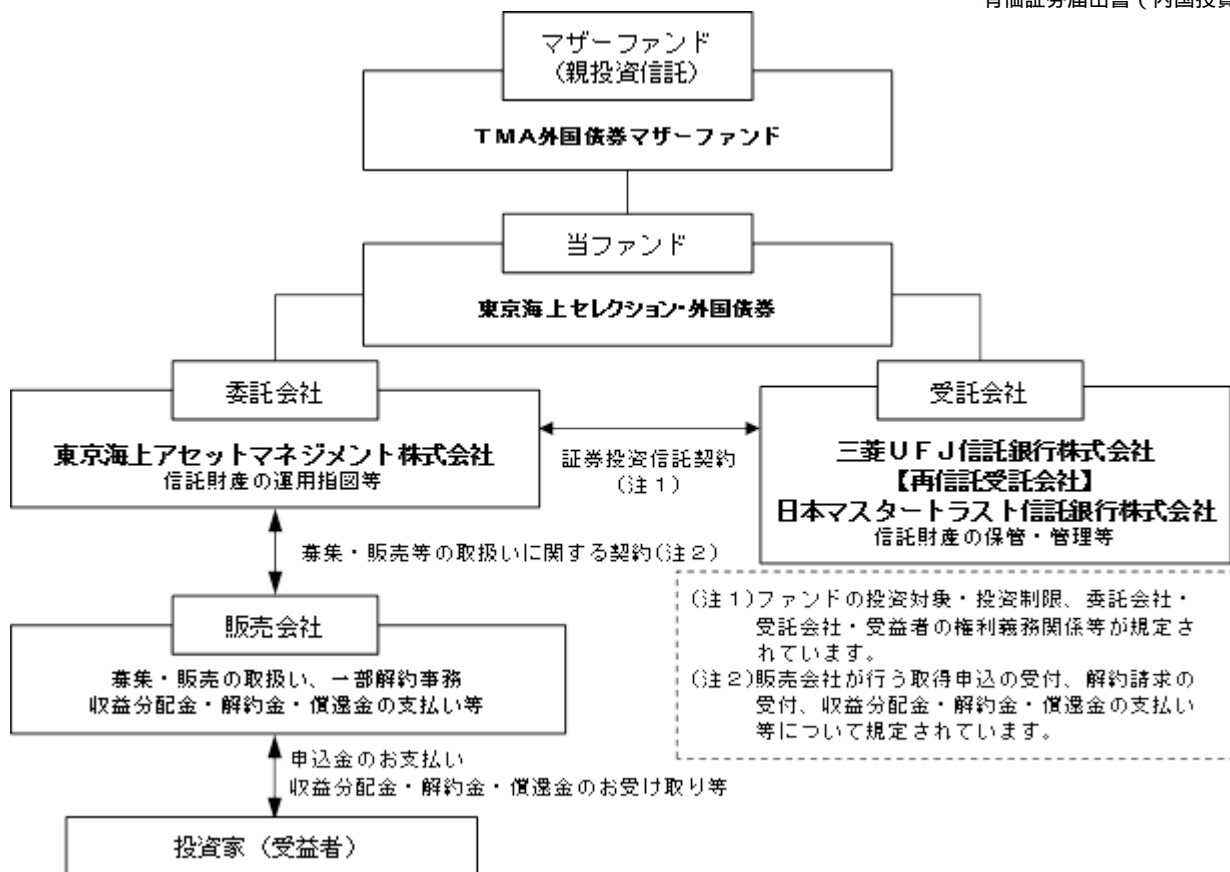 有価証券届出書（内国投資
マザーファンド
（親投資信託）
ＴＭＡ外国債券マザーファンド
当ファンド
東京海上セレクション・外国債券
委託会社
東京海上アセットマネジメント株式会社
信託財産の運用指図等
証券投資信託契約
（注１）
受託会社
三菱ＵＦＪ信託銀行株式会社
【再信託受託会社】
日本マスタートラスト信託銀行株式会社
信託財産の保管・管理等
募集・販売等の取扱いに関する契約(注２)
販売会社
募集・販売の取扱い、一部解約事務
収益分配金・解約金・償還金の支払い等
(注１)ファンドの投資対象・投資制限、委託会社・
受託会社・受益者の権利義務関係等が規定さ
れています。
(注２)販売会社が行う取得申込の受付、解約請求の
受付、収益分配金・解約金・償還金の支払い
等について規定されています。
申込金のお支払い
収益分配金・解約金・償還金のお受け取り等
投資家（受益者）